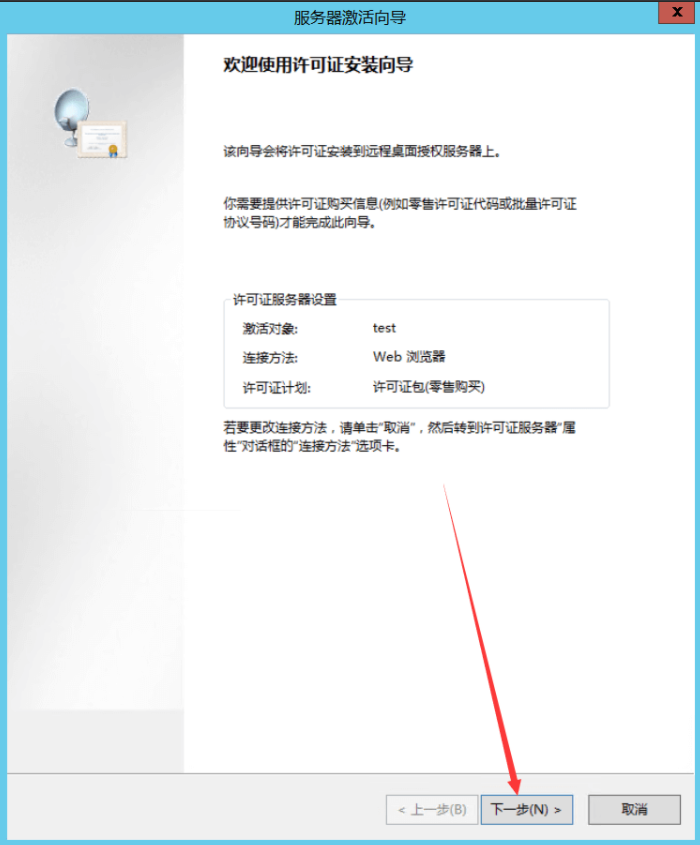 服务器激活向导
x
欢迎使用许可证安装向导
该向导会将许可证安装到远程桌面授权服务器上。
你需要提供许可证购买信息(例如零售许可证代码或批量许可证
协议号码)才能完成此向导。
许可证服务器设置
激活对象: test
连接方法: Web 浏览器
许可证计划: 许可证包(零售购买)
若要更改连接方法，请单击"取消"，然后转到许可证服务器"属
性"对话框的"连接方法"选项卡。
< 上一步(B) 下一步(N) > 取消